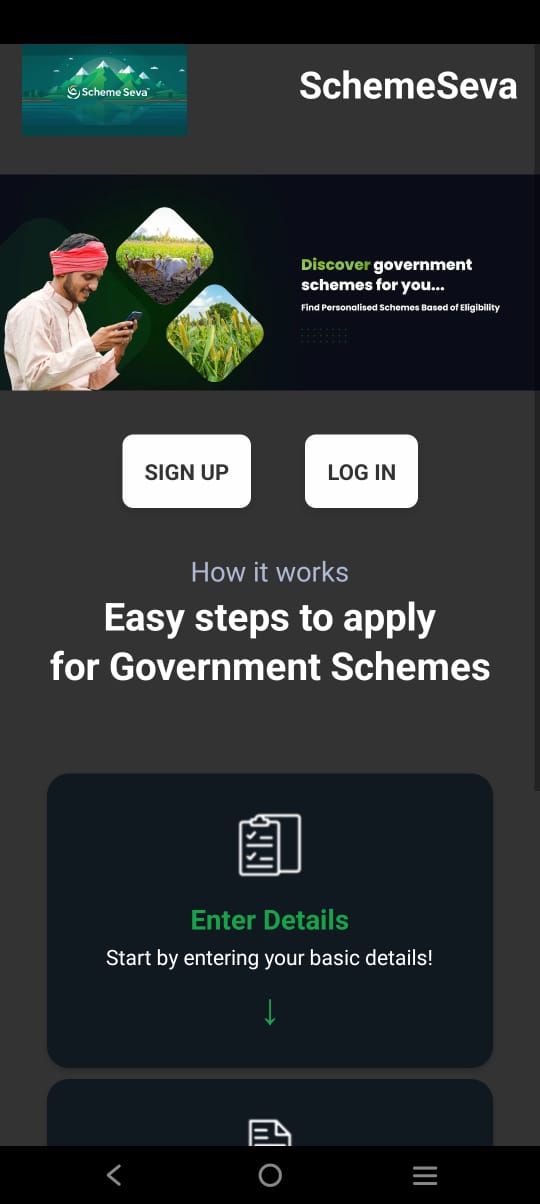 Scheme Seva
SchemeSeva
Discover government
schemes for you...
Find Personalised Schemes Based of Eligibility
SIGN UP
LOG IN
How it works
Easy steps to apply
for Government Schemes
Enter Details
Start by entering your basic details!
↓